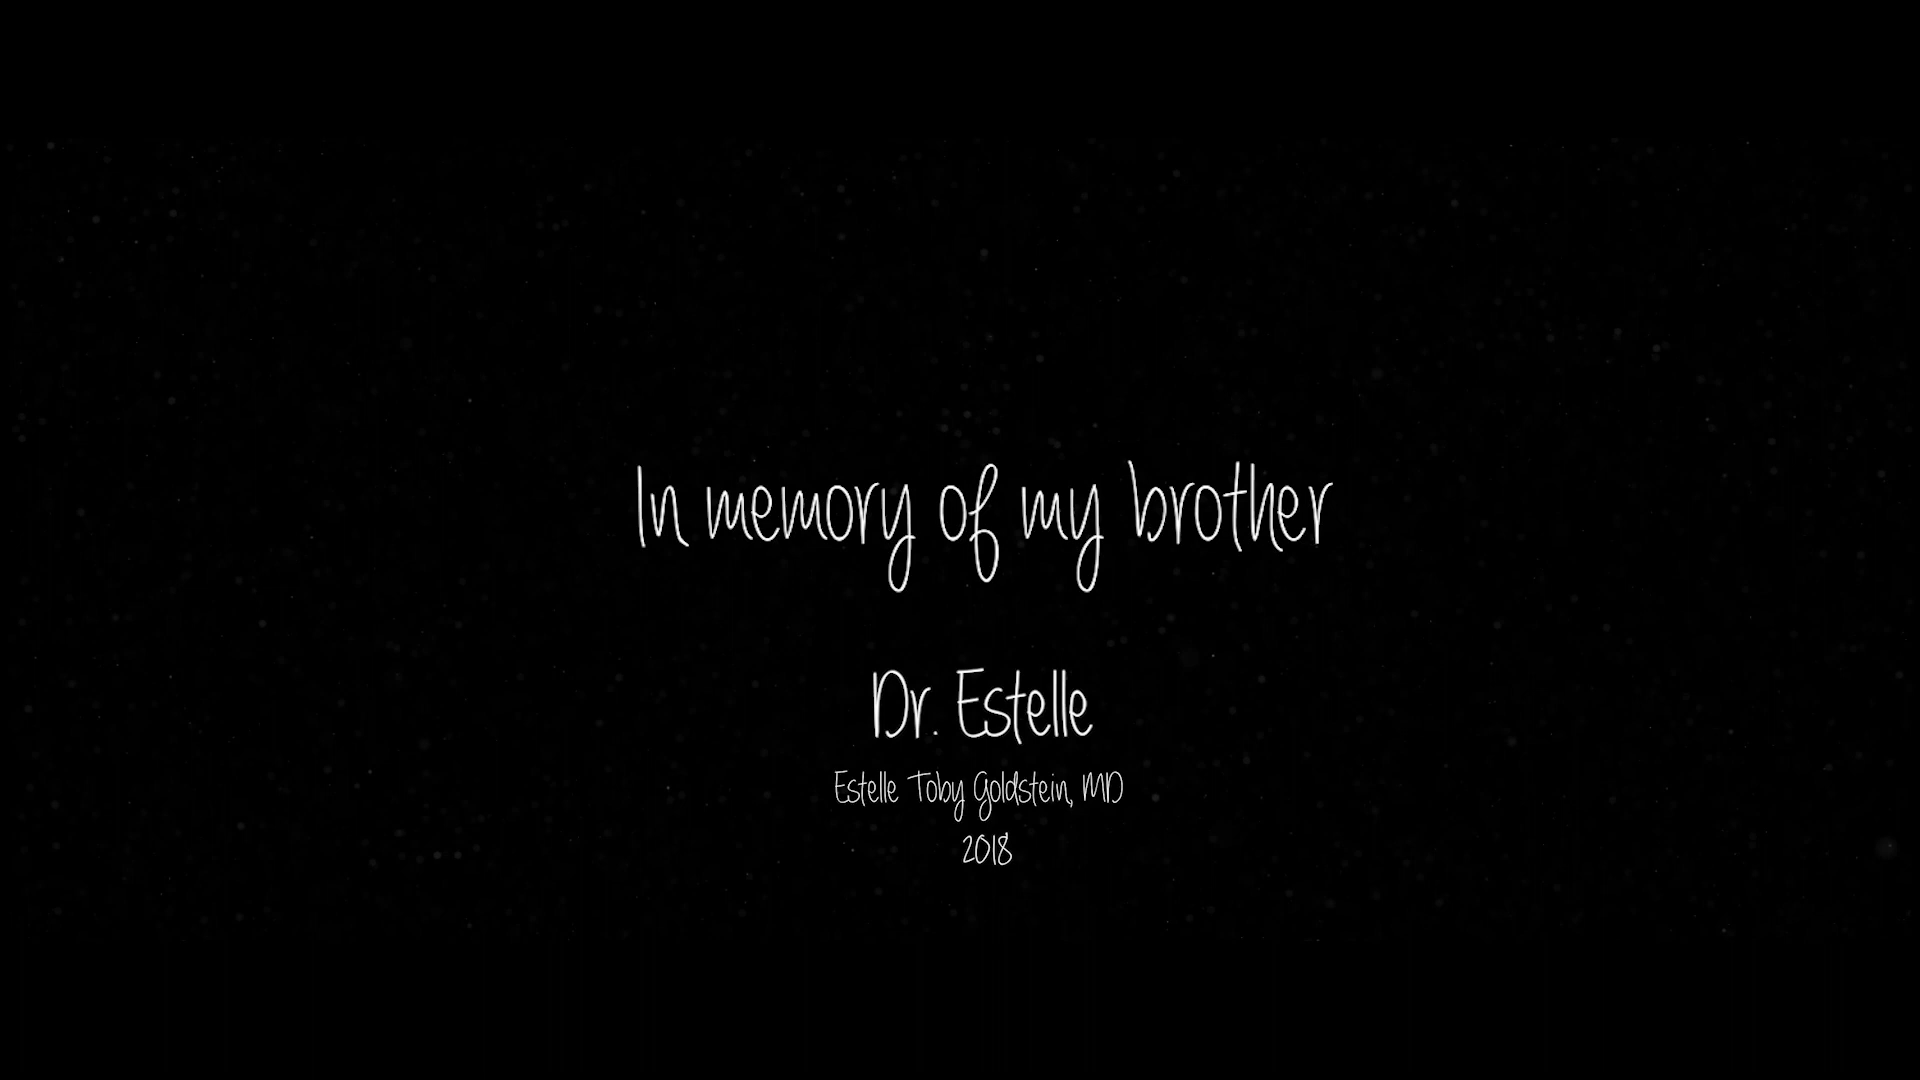 In memory of my brother
Dr. Estelle
Estelle Toby Goldstein, MD
2018